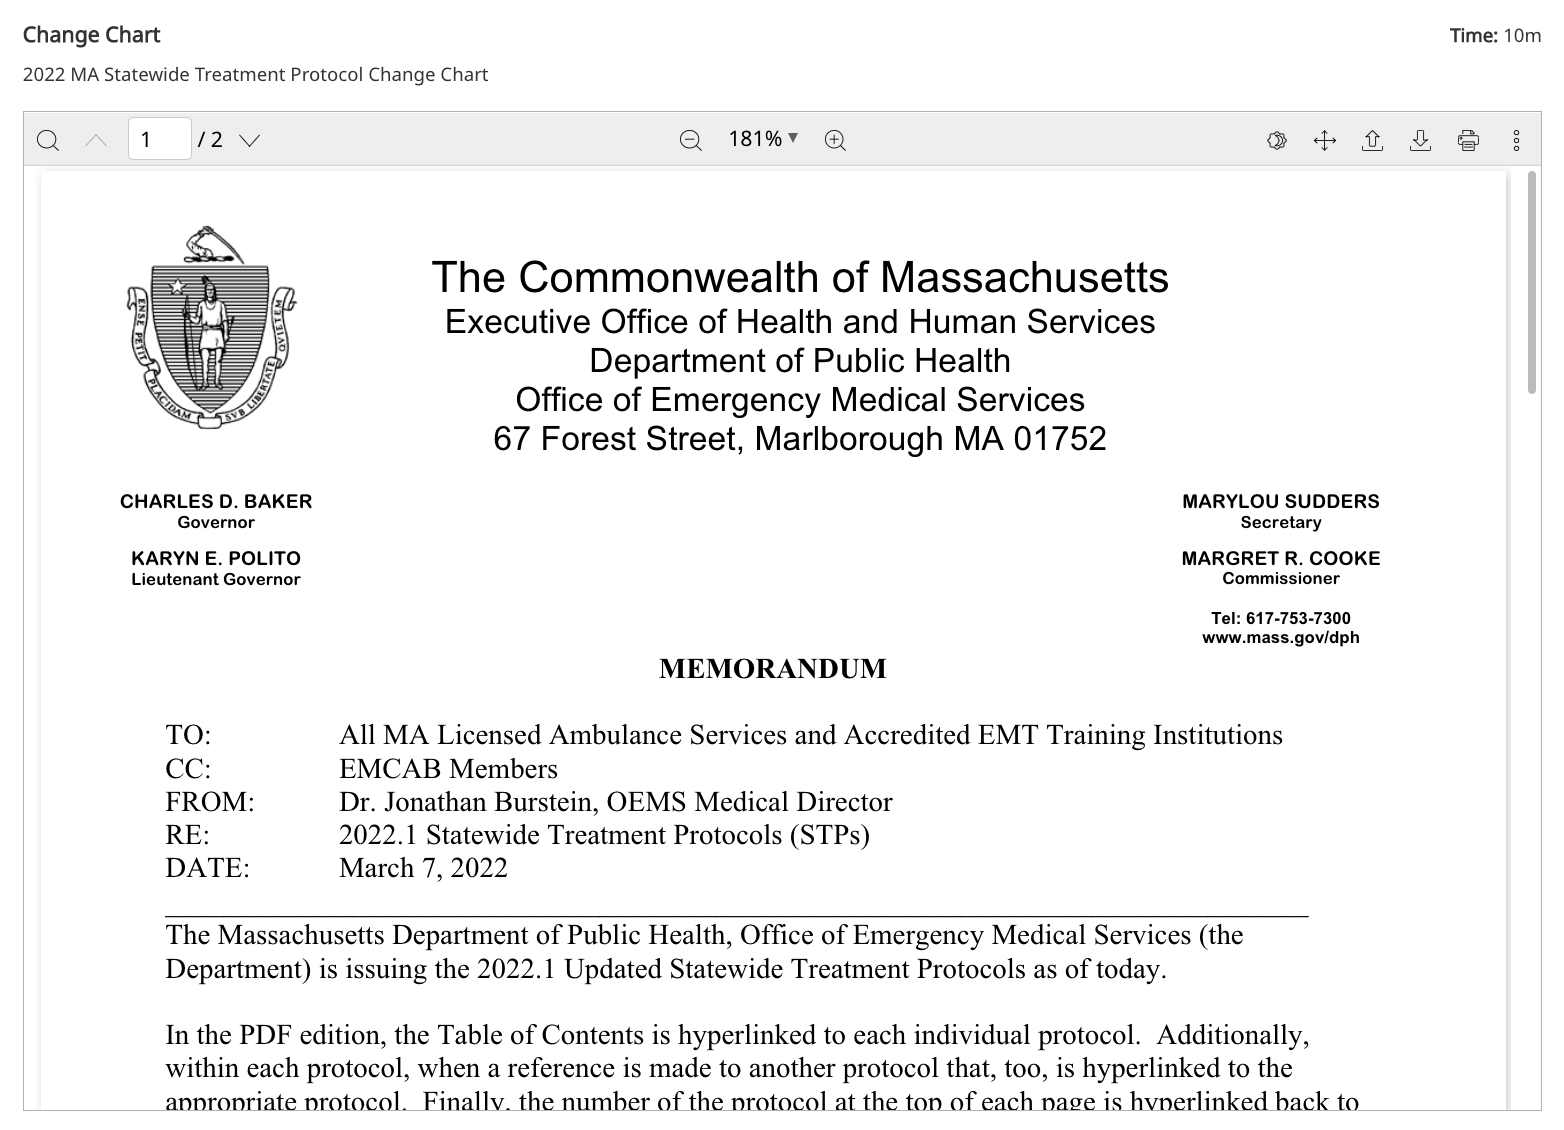 Change Chart
Time: 10m
2022 MA Statewide Treatment Protocol Change Chart
1 / 2
181%
ENSE PETIT PLACIDAM SVB LIBERTATE QVIETEM
The Commonwealth of Massachusetts
Executive Office of Health and Human Services
Department of Public Health
Office of Emergency Medical Services
67 Forest Street, Marlborough MA 01752
CHARLES D. BAKER
Governor
KARYN E. POLITO
Lieutenant Governor
MARYLOU SUDDERS
Secretary
MARGRET R. COOKE
Commissioner
Tel: 617-753-7300
www.mass.gov/dph
MEMORANDUM
TO: All MA Licensed Ambulance Services and Accredited EMT Training Institutions
CC: EMCAB Members
FROM: Dr. Jonathan Burstein, OEMS Medical Director
RE: 2022.1 Statewide Treatment Protocols (STPs)
DATE: March 7, 2022
The Massachusetts Department of Public Health, Office of Emergency Medical Services (the
Department) is issuing the 2022.1 Updated Statewide Treatment Protocols as of today.
In the PDF edition, the Table of Contents is hyperlinked to each individual protocol. Additionally,
within each protocol, when a reference is made to another protocol that, too, is hyperlinked to the
appropriate protocol. Finally, the number of the protocol at the top of each page is hyperlinked back to